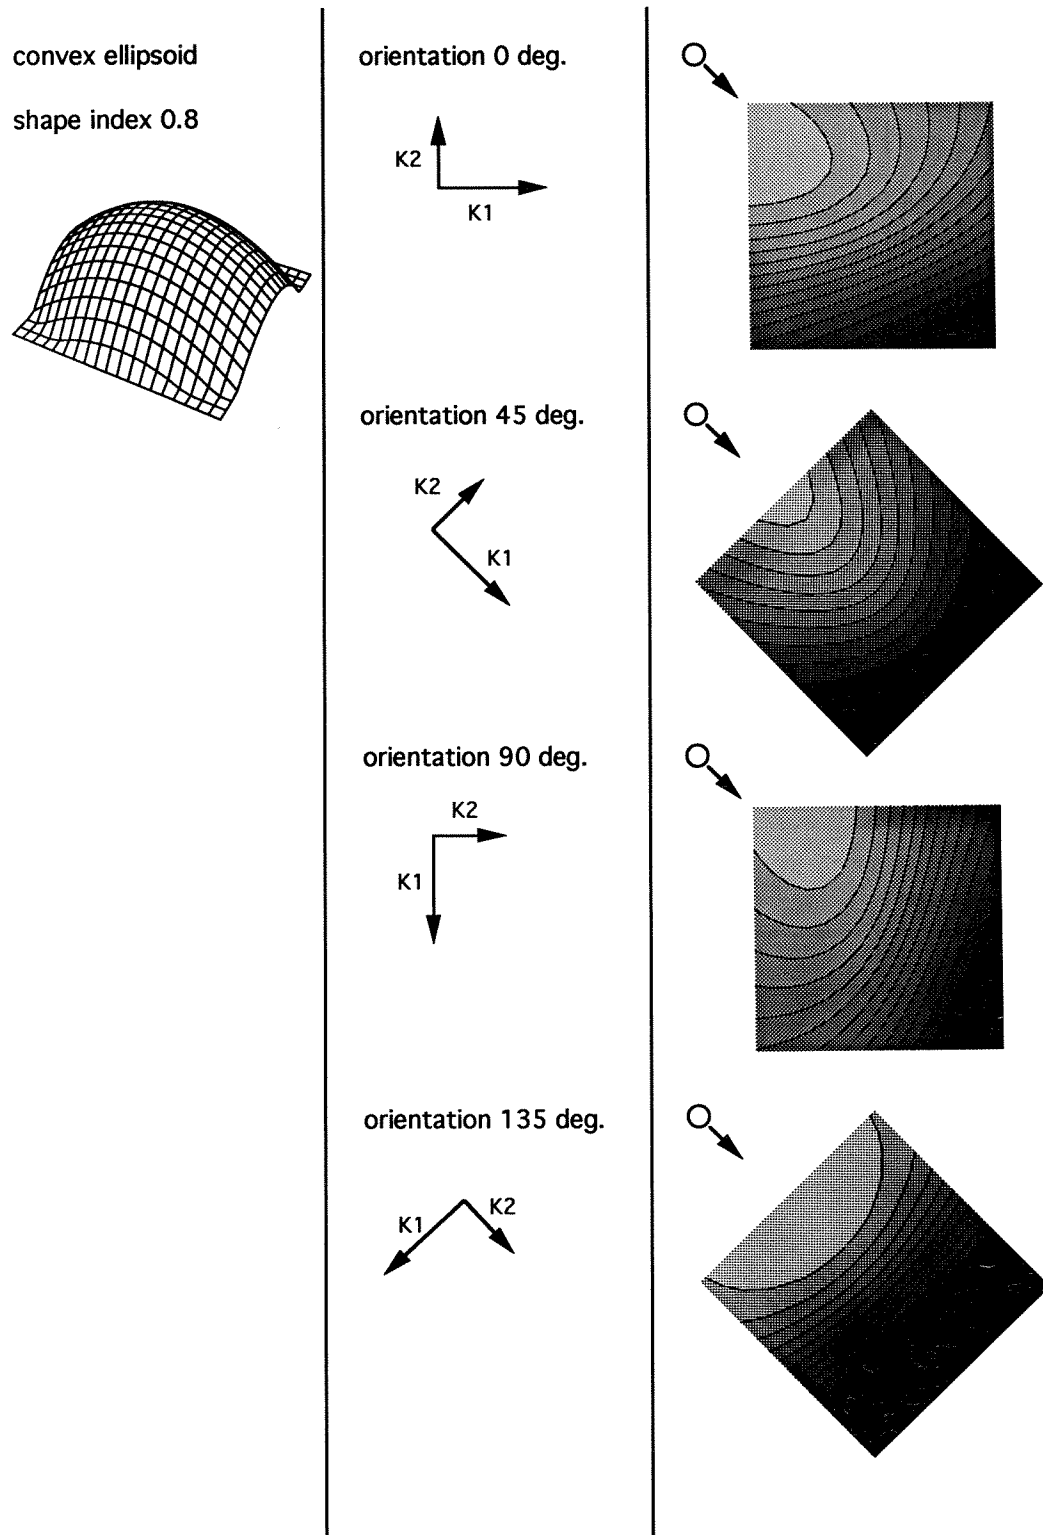 convex ellipsoid
shape index 0.8
orientation 0 deg.
K2
K1
orientation 45 deg.
K2
K1
orientation 90 deg.
K2
K1
orientation 135 deg.
K1
K2